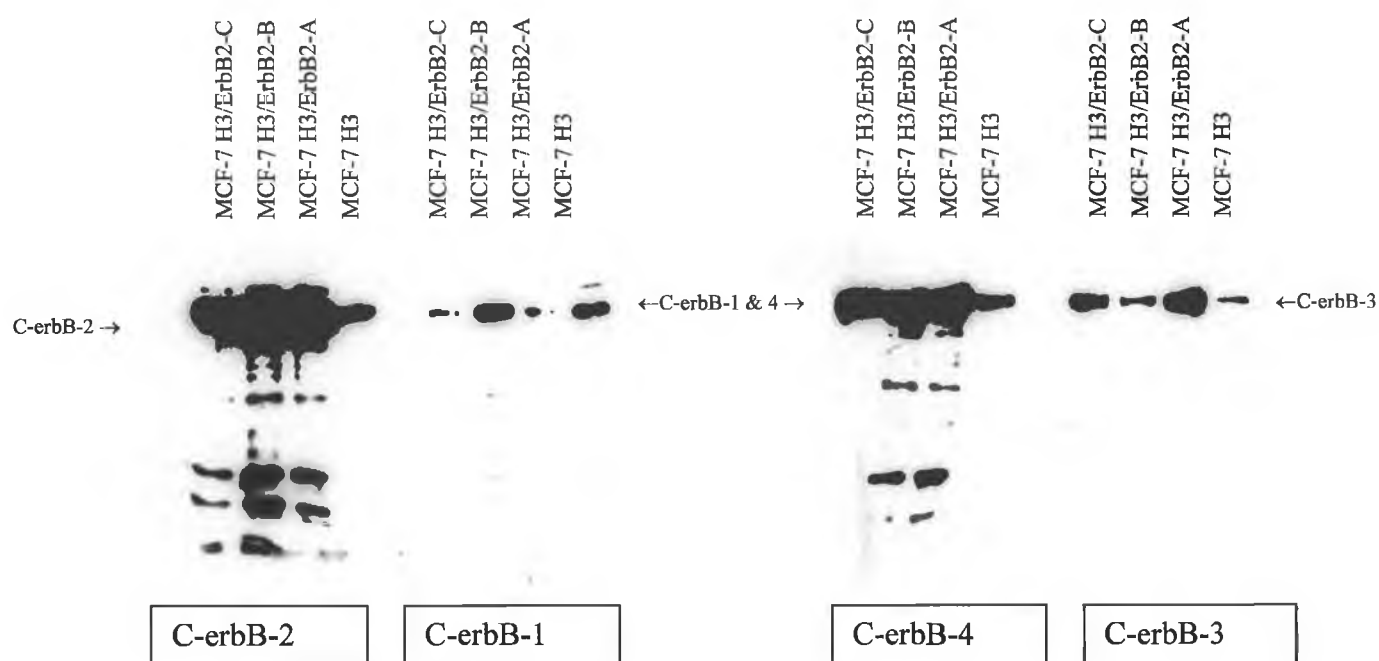 MCF-7 H3/ErbB2-C
MCF-7 H3/ErbB2-B
MCF-7 H3/ErbB2-A
MCF-7 H3
MCF-7 H3/ErbB2-C
MCF-7 H3/ErbB2-B
MCF-7 H3/ErbB2-A
MCF-7 H3
MCF-7 H3/ErbB2-C
MCF-7 H3/ErbB2-B
MCF-7 H3/ErbB2-A
MCF-7 H3
MCF-7 H3/ErbB2-C
MCF-7 H3/ErbB2-B
MCF-7 H3/ErbB2-A
MCF-7 H3
C-erbB-2 →
←C-erbB-1 & 4 →
←C-erbB-3
C-erbB-2
C-erbB-1
C-erbB-4
C-erbB-3